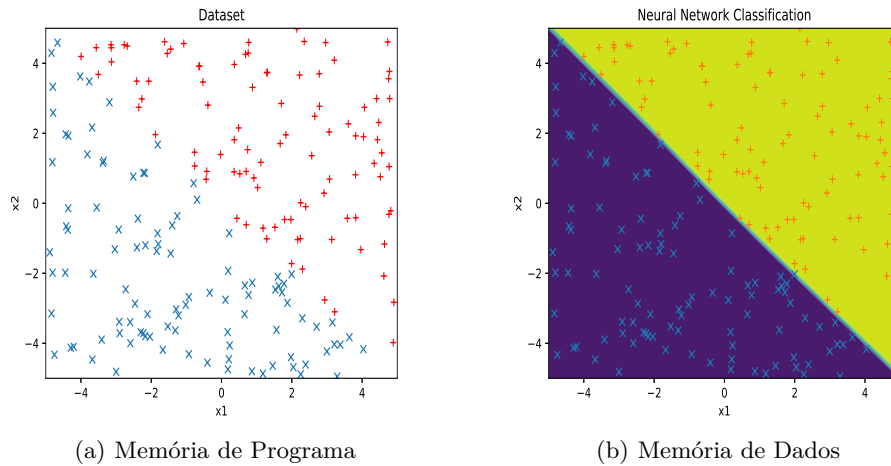 Dataset
4
2
0
−2
−4
x2
−4
−2
0
2
4
x1
(a) Memória de Programa
Neural Network Classification
4
2
0
−2
−4
x2
−4
−2
0
2
4
x1
(b) Memória de Dados